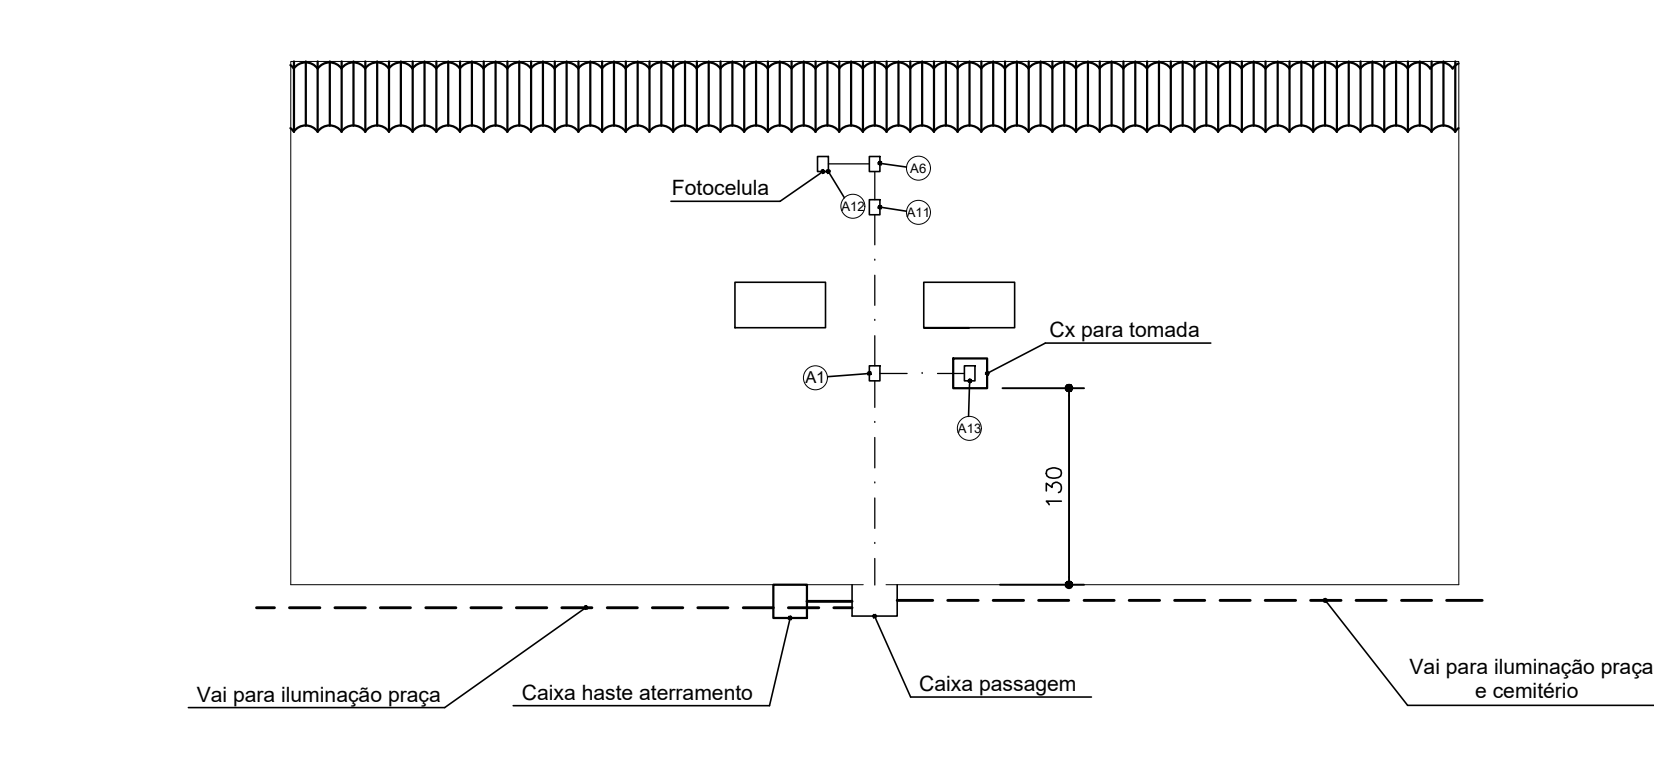 A6
Fotocelula
A12
A11
Cx para tomada
A1
A13
130
Vai para iluminação praça
Caixa haste aterramento
Caixa passagem
Vai para iluminação praça
e cemitério